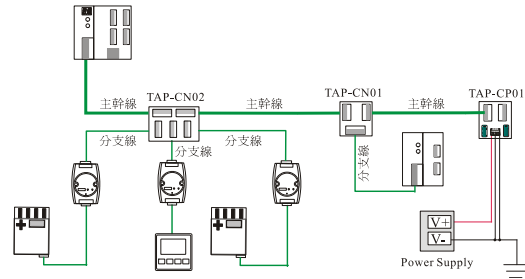 TAP-CN02
TAP-CN01
TAP-CP01
主幹線
主幹線
主幹線
分支線
分支線
分支線
分支線
V+
V-
Power Supply